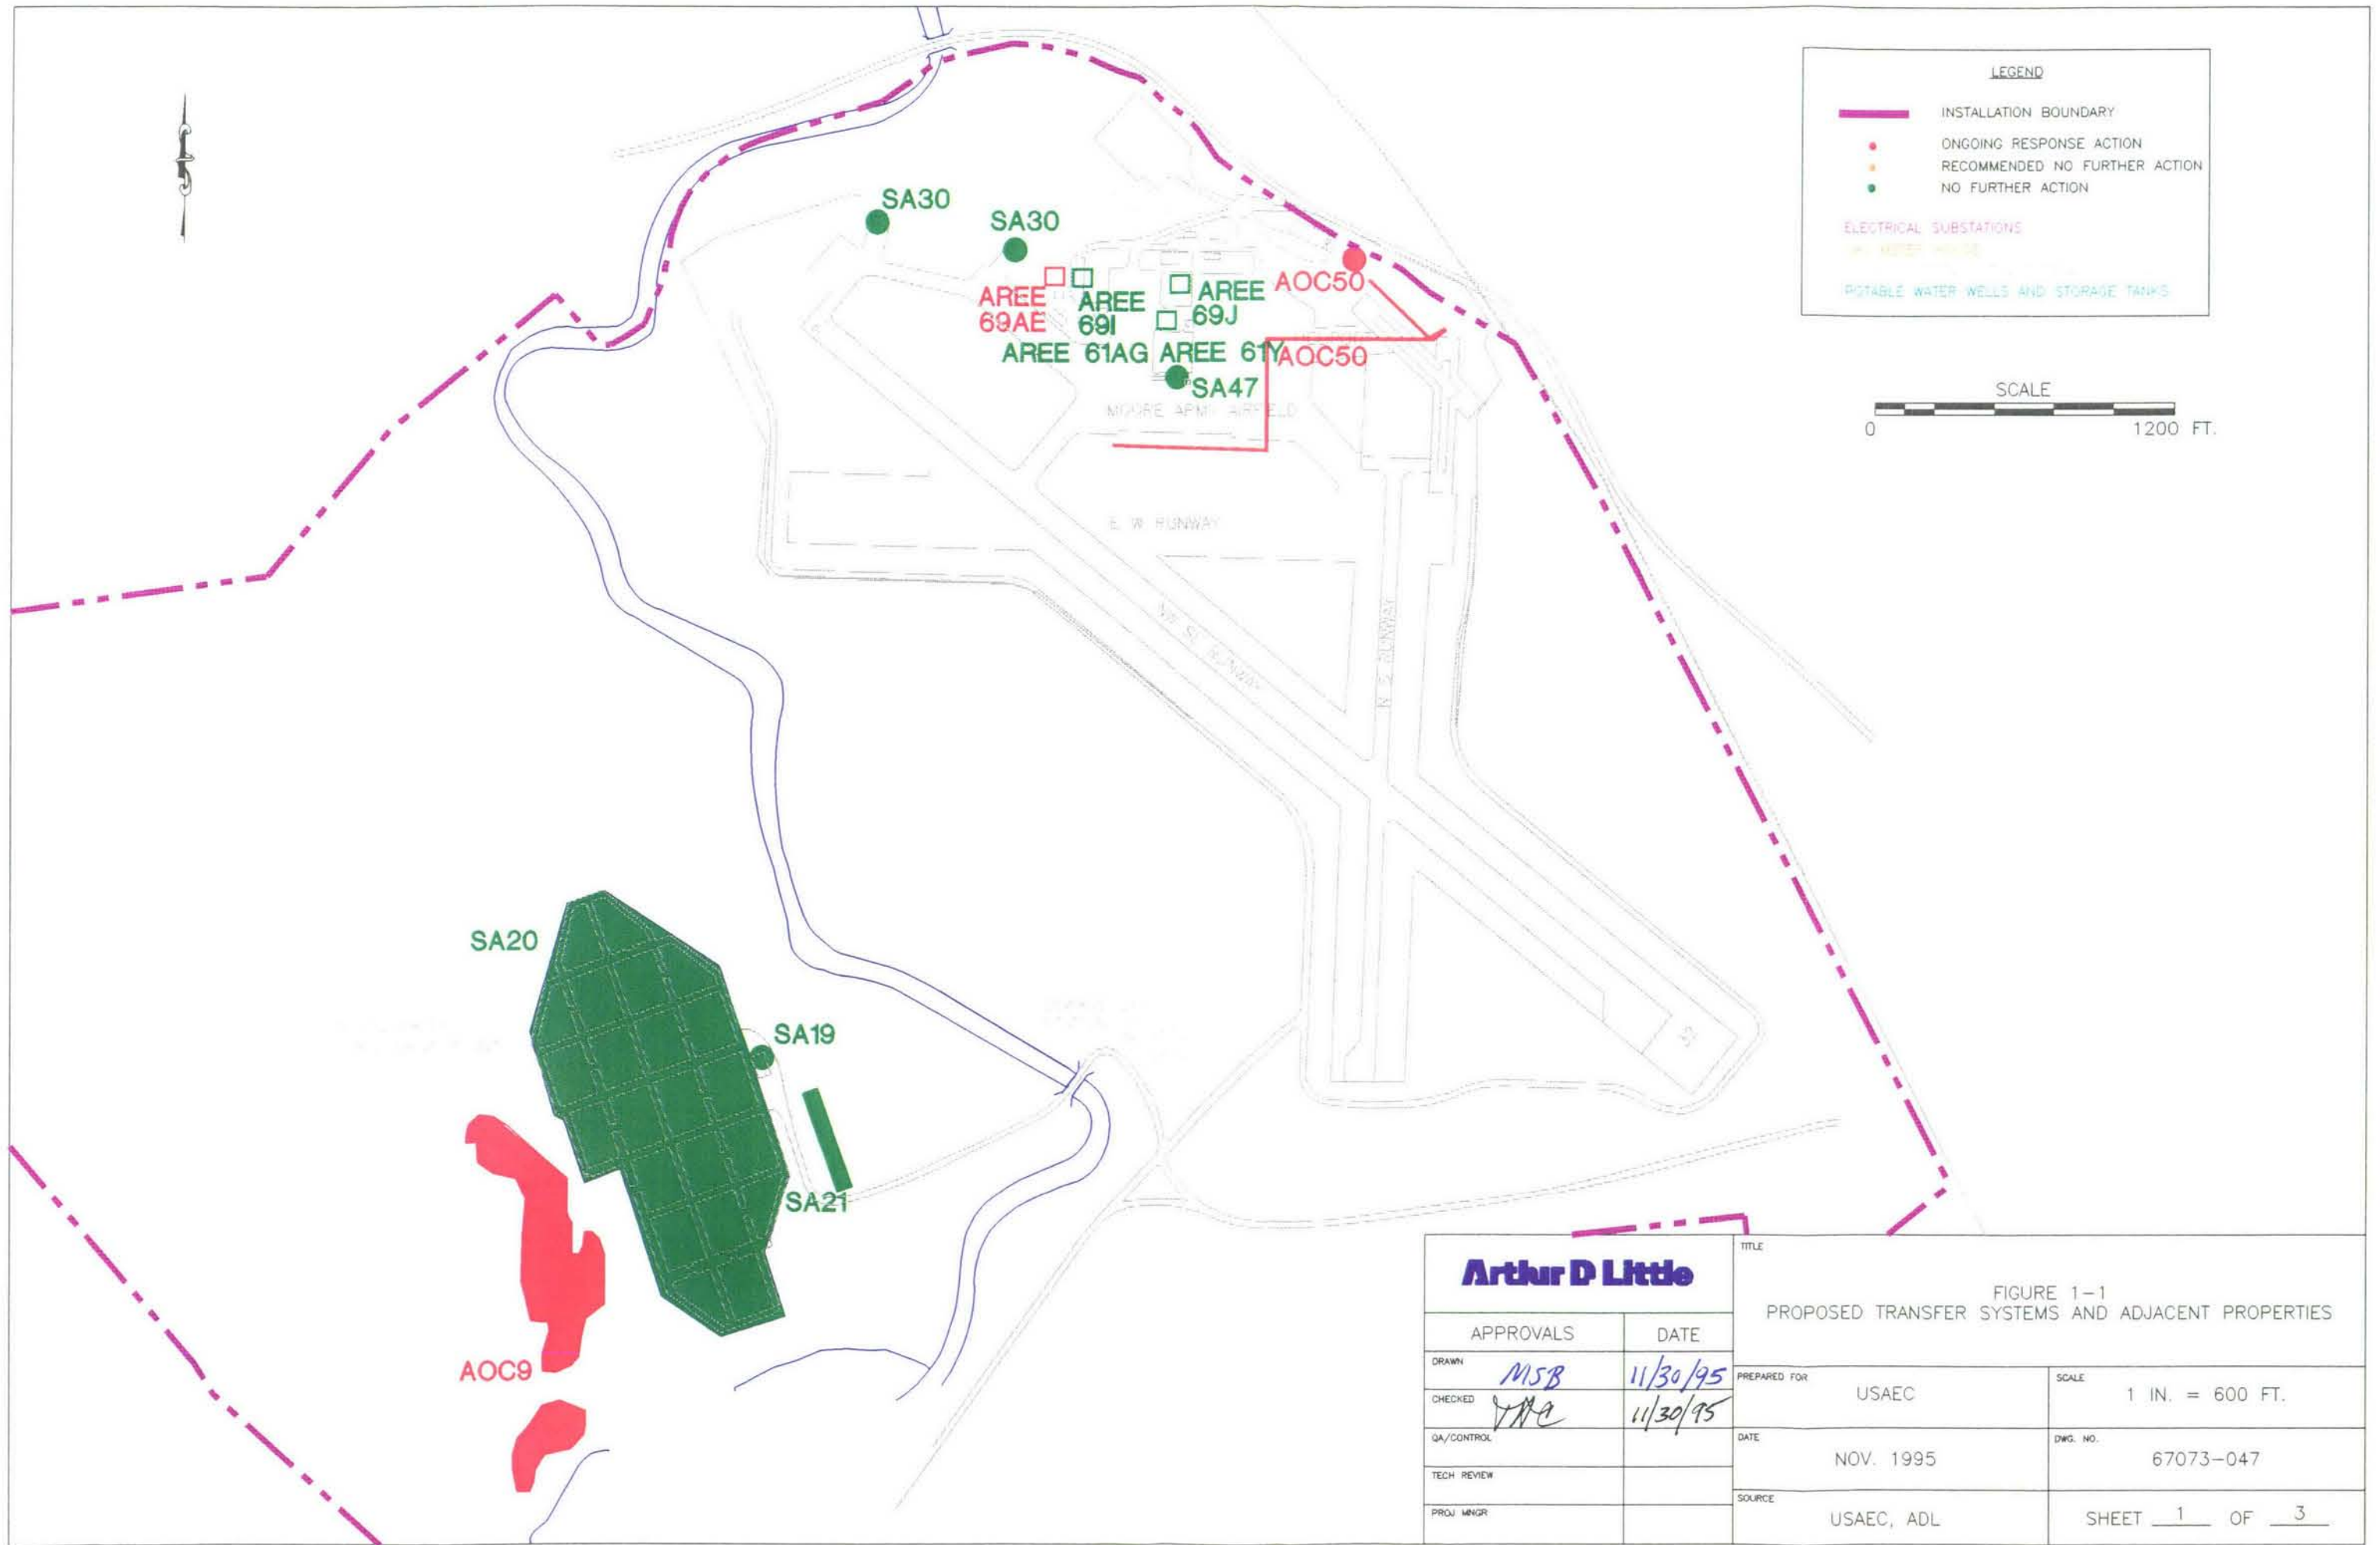 LEGEND
INSTALLATION BOUNDARY
ONGOING RESPONSE ACTION
RECOMMENDED NO FURTHER ACTION
NO FURTHER ACTION
ELECTRICAL SUBSTATIONS
POTABLE WATER WELLS AND STORAGE TANKS
SCALE
0 1200 FT.
SA30
SA30
AREE 69AE
AREE 69I
AREE 69J
AOC50
AREE 61AG AREE 61Y
AOC50
SA47
MOORE ARMY AIRFIELD
E W RUNWAY
NW SE RUNWAY
N S RUNWAY
SA20
SA19
SA21
AOC9
Arthur D Little
APPROVALS DATE
DRAWN MSB 11/30/95
CHECKED 11/30/95
QA/CONTROL
TECH REVIEW
PROJ MNGR
TITLE
FIGURE 1-1
PROPOSED TRANSFER SYSTEMS AND ADJACENT PROPERTIES
PREPARED FOR
USAEC
SCALE
1 IN. = 600 FT.
DATE
NOV. 1995
DWG. NO.
67073-047
SOURCE
USAEC, ADL
SHEET 1 OF 3